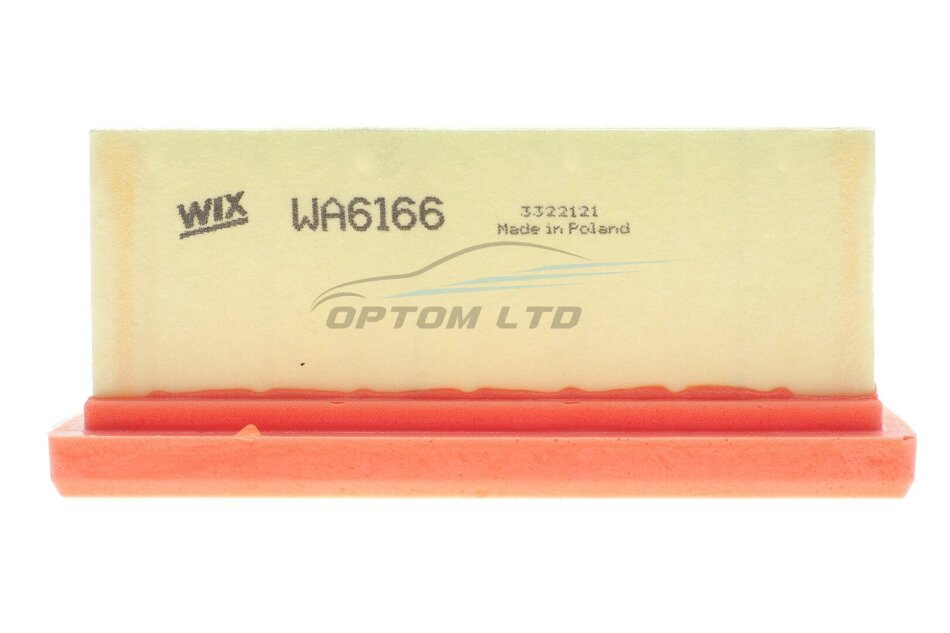 WIX
WA6166
3322121
Made in Poland
OPTOM LTD